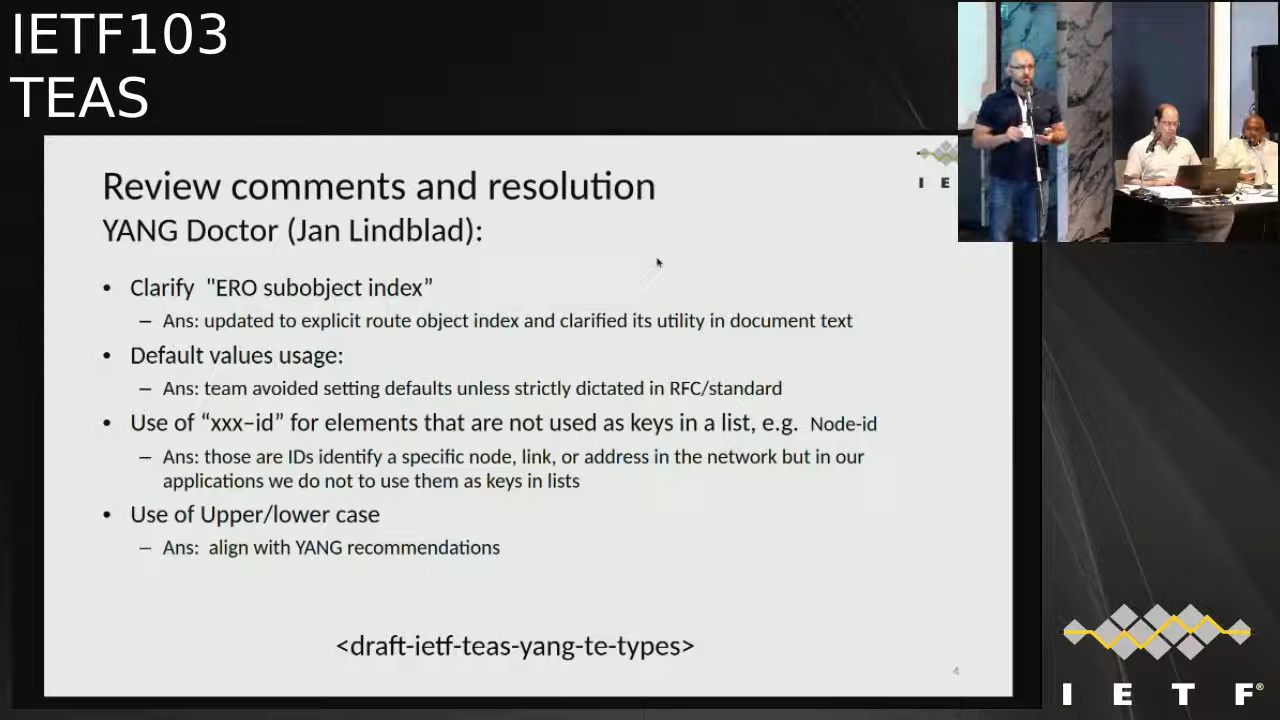 IETF103
TEAS
I E
Review comments and resolution
YANG Doctor (Jan Lindblad):
• Clarify "ERO subobject index”
– Ans: updated to explicit route object index and clarified its utility in document text
• Default values usage:
– Ans: team avoided setting defaults unless strictly dictated in RFC/standard
• Use of “xxx–id” for elements that are not used as keys in a list, e.g. Node-id
– Ans: those are IDs identify a specific node, link, or address in the network but in our
applications we do not to use them as keys in lists
• Use of Upper/lower case
– Ans: align with YANG recommendations
<draft-ietf-teas-yang-te-types>
4
I E T F®